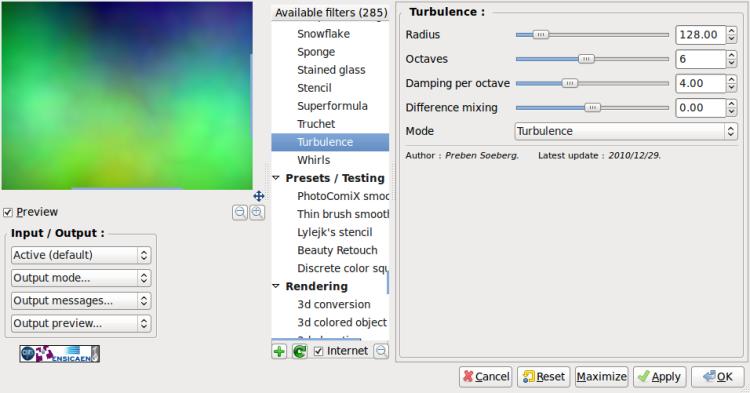 Preview
Input / Output :
Active (default)
Output mode...
Output messages...
Output preview...
ENSICAEN
Available filters (285)
Snowflake
Sponge
Stained glass
Stencil
Superformula
Truchet
Turbulence
Whirls
Presets / Testing
PhotoComiX smoo
Thin brush smooth
Lylejk's stencil
Beauty Retouch
Discrete color squ
Rendering
3d conversion
3d colored object
Internet
Turbulence :
Radius 128.00
Octaves 6
Damping per octave 4.00
Difference mixing 0.00
Mode Turbulence
Author : Preben Soeberg. Latest update : 2010/12/29.
Cancel Reset Maximize Apply OK